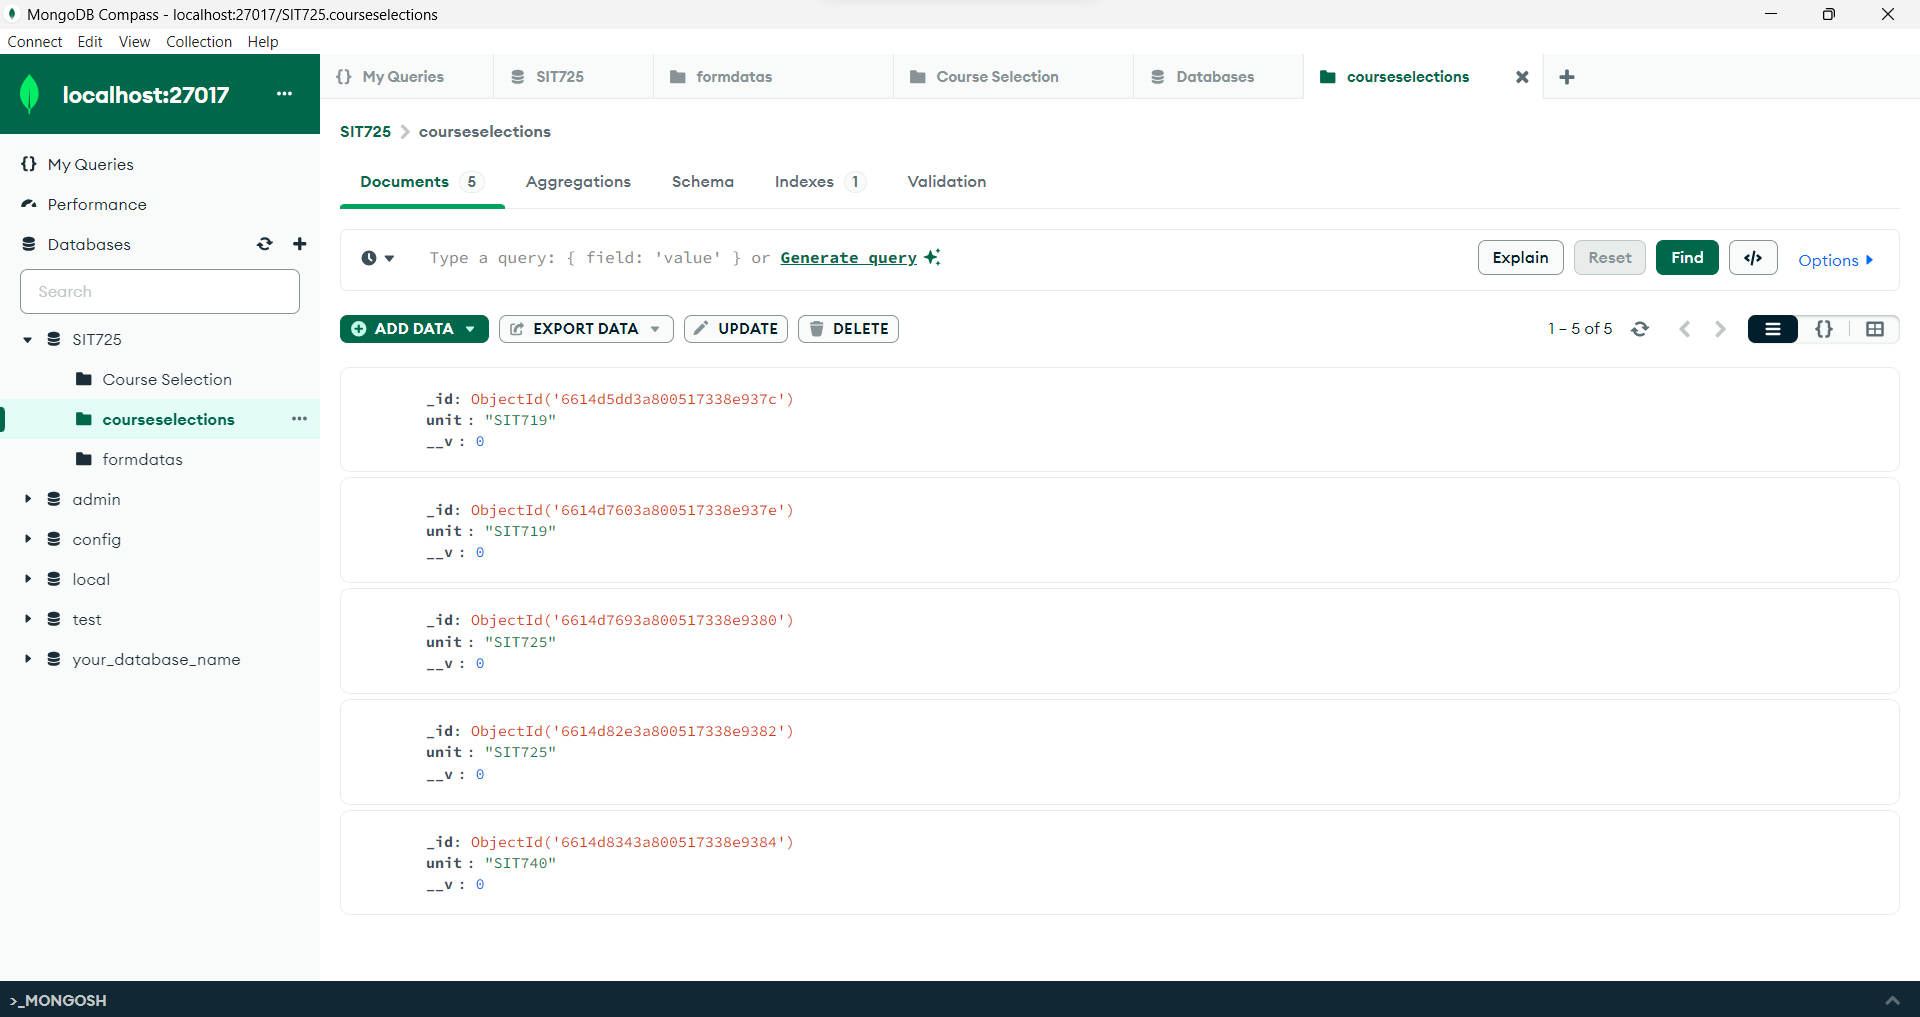 MongoDB Compass - localhost:27017/SIT725.courseselections
Connect Edit View Collection Help
localhost:27017 ···
{} My Queries
Performance
Databases
Search
SIT725
Course Selection
courseselections ···
formdatas
admin
config
local
test
your_database_name
{} My Queries
SIT725
formdatas
Course Selection
Databases
courseselections
SIT725 > courseselections
Documents 5 Aggregations Schema Indexes 1 Validation
Type a query: { field: 'value' } or Generate query
Explain Reset Find </> Options
ADD DATA EXPORT DATA UPDATE DELETE 1 – 5 of 5 {}
_id: ObjectId('6614d5dd3a800517338e937c')
unit : "SIT719"
__v : 0
_id: ObjectId('6614d7603a800517338e937e')
unit : "SIT719"
__v : 0
_id: ObjectId('6614d7693a800517338e9380')
unit : "SIT725"
__v : 0
_id: ObjectId('6614d82e3a800517338e9382')
unit : "SIT725"
__v : 0
_id: ObjectId('6614d8343a800517338e9384')
unit : "SIT740"
__v : 0
>_MONGOSH